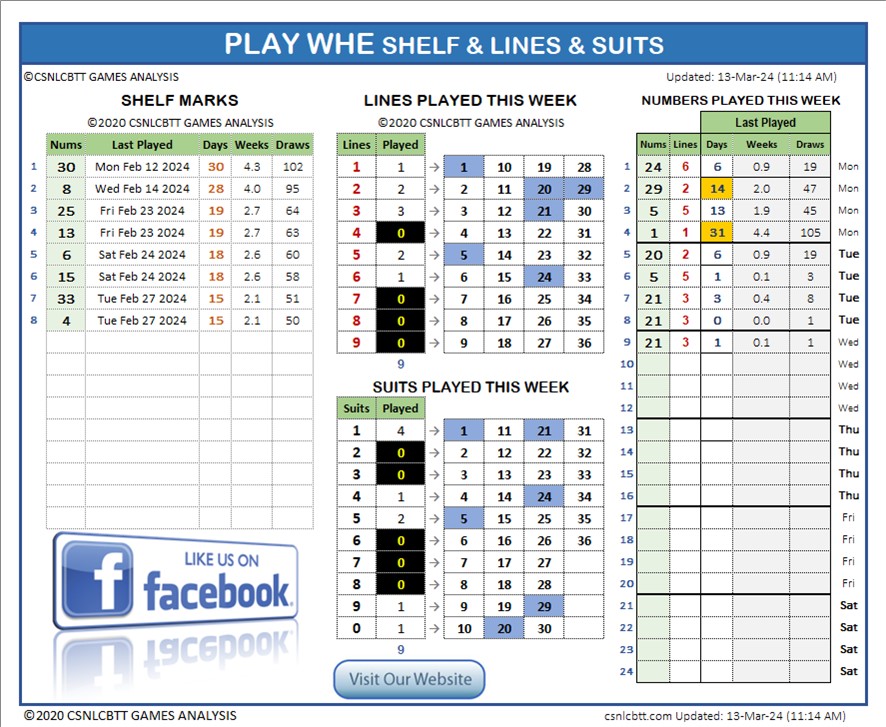 PLAY WHE SHELF & LINES & SUITS
©CSNLCBTT GAMES ANALYSIS
Updated: 13-Mar-24 (11:14 AM)
SHELF MARKS
©2020 CSNLCBTT GAMES ANALYSIS
Nums Last Played Days Weeks Draws
1 30 Mon Feb 12 2024 30 4.3 102
2 8 Wed Feb 14 2024 28 4.0 95
3 25 Fri Feb 23 2024 19 2.7 64
4 13 Fri Feb 23 2024 19 2.7 63
5 6 Sat Feb 24 2024 18 2.6 60
6 15 Sat Feb 24 2024 18 2.6 58
7 33 Tue Feb 27 2024 15 2.1 51
8 4 Tue Feb 27 2024 15 2.1 50
LIKE US ON
facebook.
LINES PLAYED THIS WEEK
©2020 CSNLCBTT GAMES ANALYSIS
Lines Played
1 1 → 1 10 19 28
2 2 → 2 11 20 29
3 3 → 3 12 21 30
4 0 → 4 13 22 31
5 2 → 5 14 23 32
6 1 → 6 15 24 33
7 0 → 7 16 25 34
8 0 → 8 17 26 35
9 0 → 9 18 27 36
9
SUITS PLAYED THIS WEEK
Suits Played
1 4 → 1 11 21 31
2 0 → 2 12 22 32
3 0 → 3 13 23 33
4 1 → 4 14 24 34
5 2 → 5 15 25 35
6 0 → 6 16 26 36
7 0 → 7 17 27
8 0 → 8 18 28
9 1 → 9 19 29
0 1 → 10 20 30
9
Visit Our Website
NUMBERS PLAYED THIS WEEK
Last Played
Nums Lines Days Weeks Draws
1 24 6 6 0.9 19 Mon
2 29 2 14 2.0 47 Mon
3 5 5 13 1.9 45 Mon
4 1 1 31 4.4 105 Mon
5 20 2 6 0.9 19 Tue
6 5 5 1 0.1 3 Tue
7 21 3 3 0.4 8 Tue
8 21 3 0 0.0 1 Tue
9 21 3 1 0.1 1 Wed
10 Wed
11 Wed
12 Wed
13 Thu
14 Thu
15 Thu
16 Thu
17 Fri
18 Fri
19 Fri
20 Fri
21 Sat
22 Sat
23 Sat
24 Sat
©2020 CSNLCBTT GAMES ANALYSIS
csnlcbtt.com Updated: 13-Mar-24 (11:14 AM)